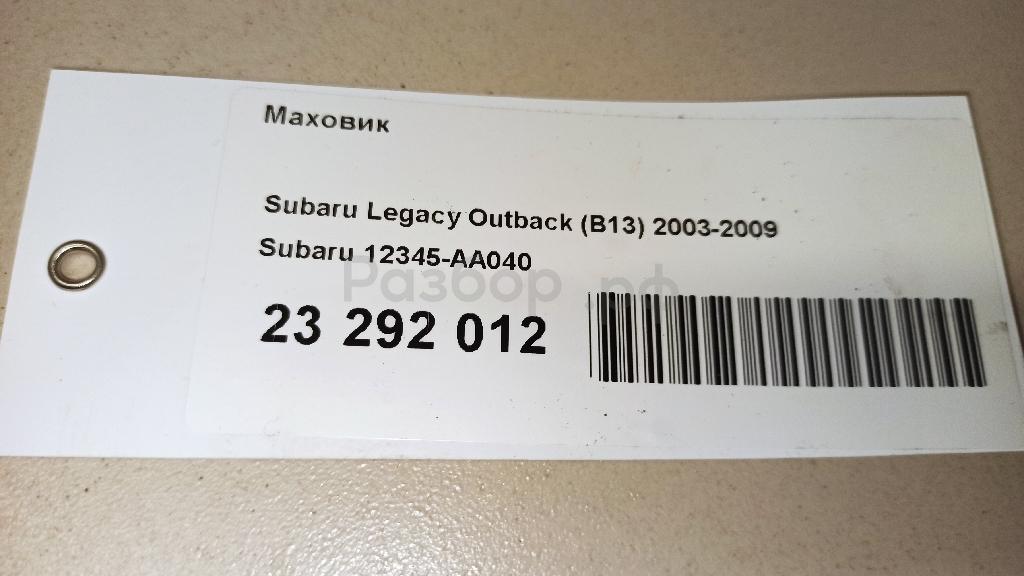 Маховик
Subaru Legacy Outback (B13) 2003-2009
Subaru 12345-AA040
Разбор.рф
23 292 012